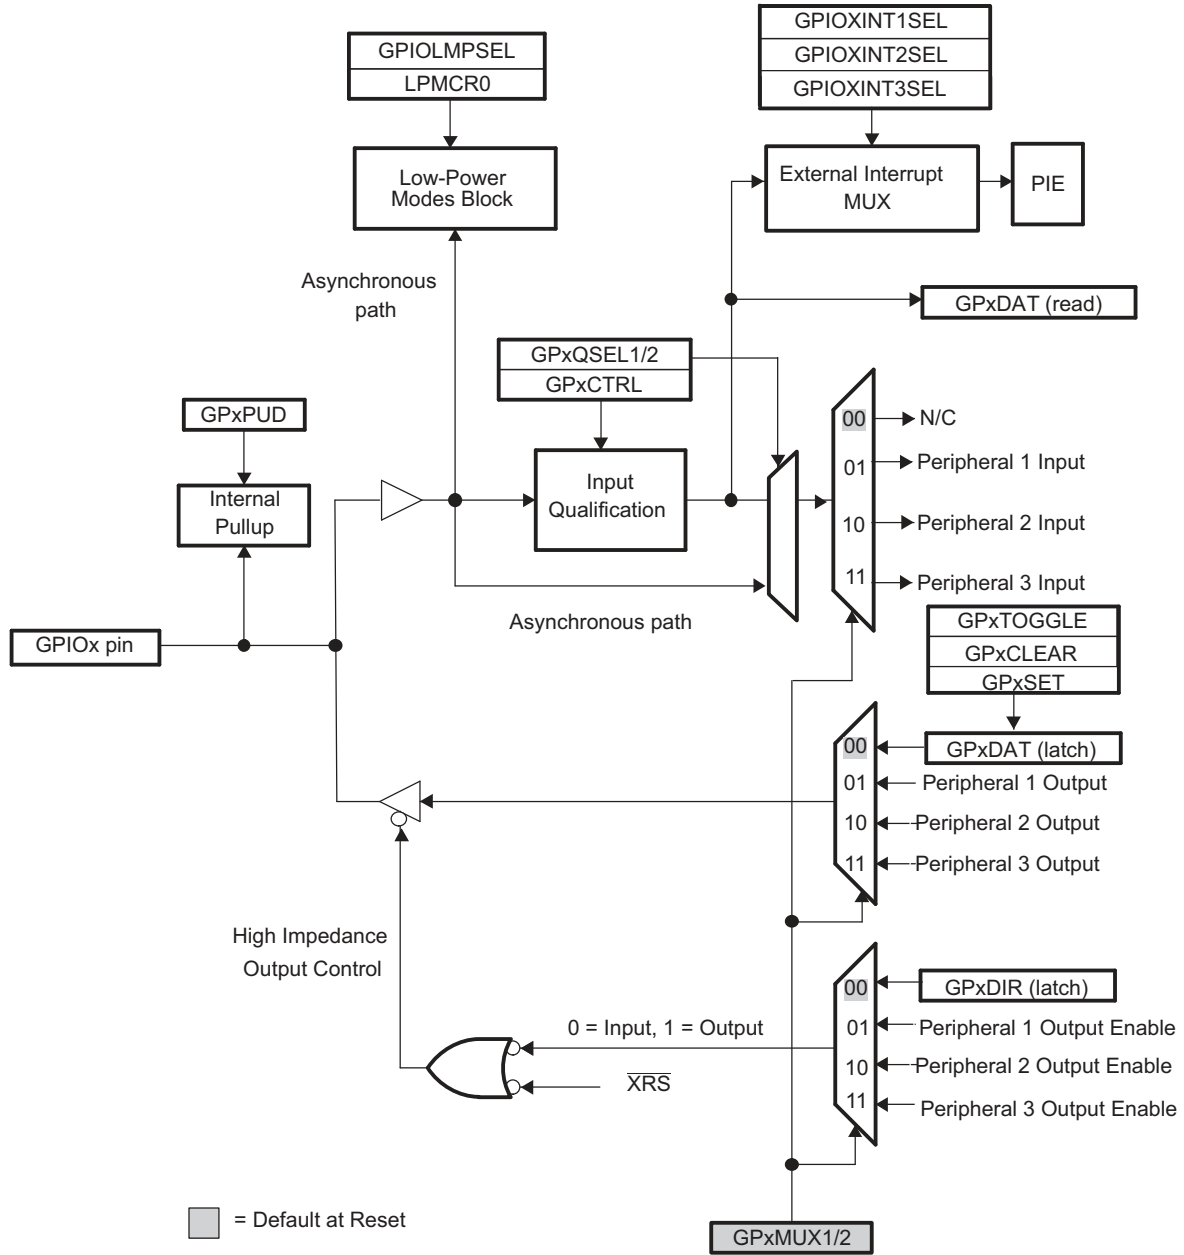 GPIOLMPSEL
LPMCR0
Low-Power
Modes Block
GPIOXINT1SEL
GPIOXINT2SEL
GPIOXINT3SEL
External Interrupt
MUX
PIE
Asynchronous
path
GPxDAT (read)
GPxQSEL1/2
GPxCTRL
GPxPUD
Internal
Pullup
Input
Qualification
00
N/C
01
Peripheral 1 Input
10
Peripheral 2 Input
11
Peripheral 3 Input
Asynchronous path
GPIOx pin
GPxTOGGLE
GPxCLEAR
GPxSET
00
GPxDAT (latch)
01
Peripheral 1 Output
10
Peripheral 2 Output
11
Peripheral 3 Output
High Impedance
Output Control
00
GPxDIR (latch)
0 = Input, 1 = Output
01
Peripheral 1 Output Enable
10
Peripheral 2 Output Enable
XRS
11
Peripheral 3 Output Enable
= Default at Reset
GPxMUX1/2